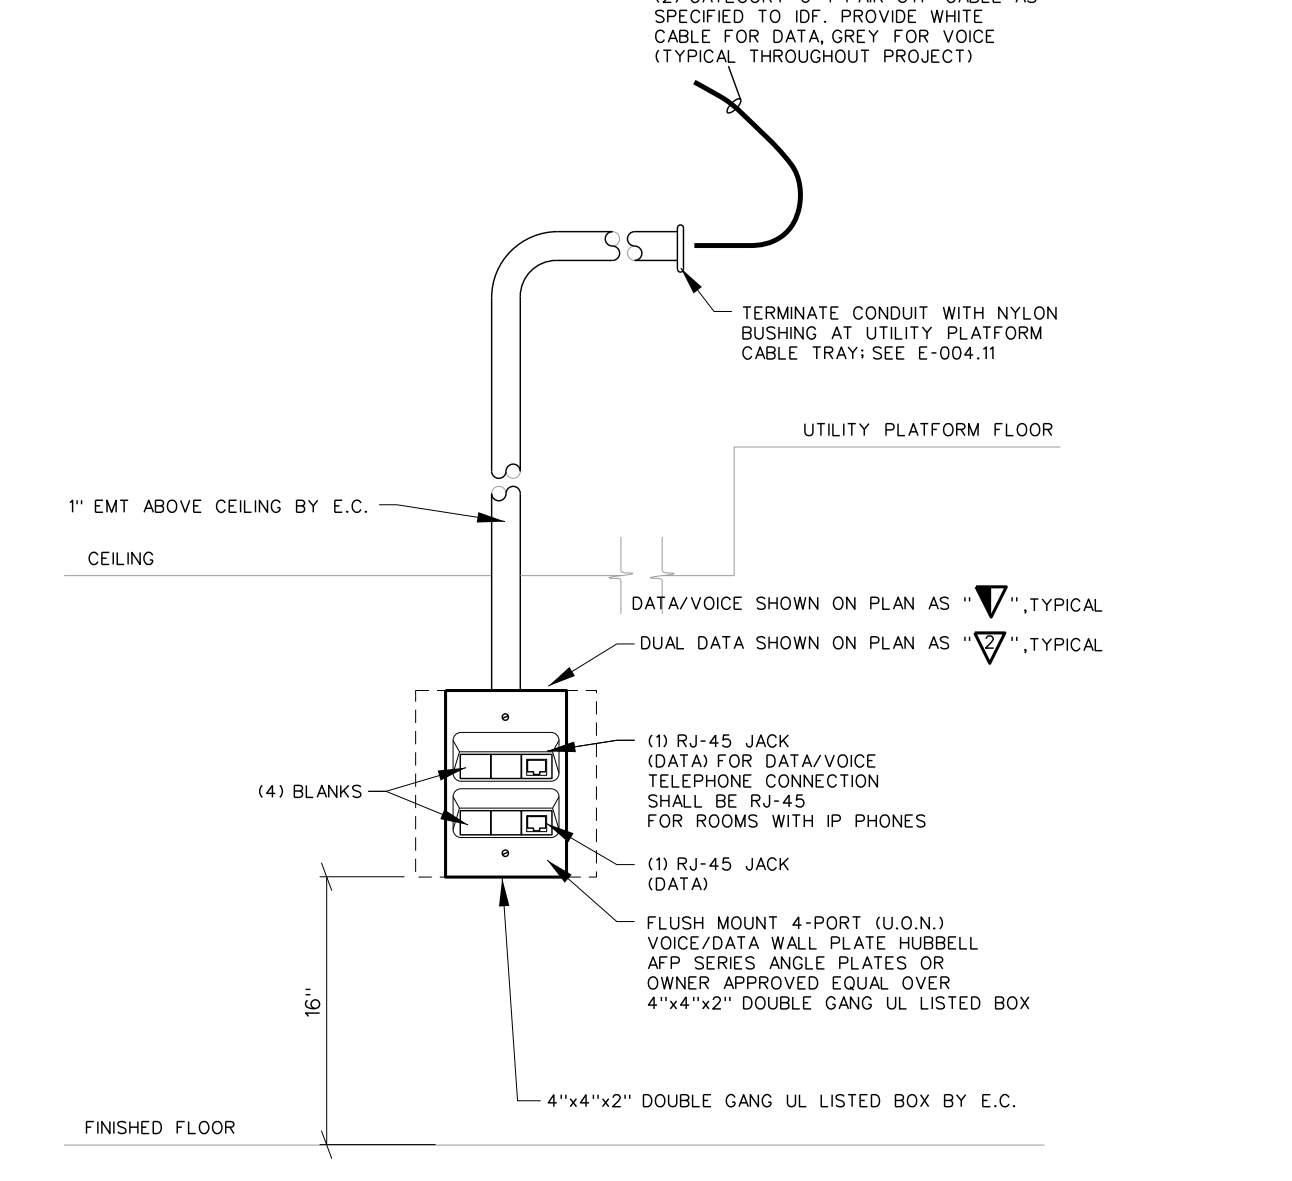 SPECIFIED TO IDF. PROVIDE WHITE
CABLE FOR DATA, GREY FOR VOICE
(TYPICAL THROUGHOUT PROJECT)
TERMINATE CONDUIT WITH NYLON
BUSHING AT UTILITY PLATFORM
CABLE TRAY; SEE E-004.11
UTILITY PLATFORM FLOOR
1" EMT ABOVE CEILING BY E.C.
CEILING
DATA/VOICE SHOWN ON PLAN AS " ",TYPICAL
DUAL DATA SHOWN ON PLAN AS "2",TYPICAL
(1) RJ-45 JACK
(DATA) FOR DATA/VOICE
TELEPHONE CONNECTION
SHALL BE RJ-45
FOR ROOMS WITH IP PHONES
(4) BLANKS
(1) RJ-45 JACK
(DATA)
FLUSH MOUNT 4-PORT (U.O.N.)
VOICE/DATA WALL PLATE HUBBELL
AFP SERIES ANGLE PLATES OR
OWNER APPROVED EQUAL OVER
4"x4"x2" DOUBLE GANG UL LISTED BOX
16"
4"x4"x2" DOUBLE GANG UL LISTED BOX BY E.C.
FINISHED FLOOR